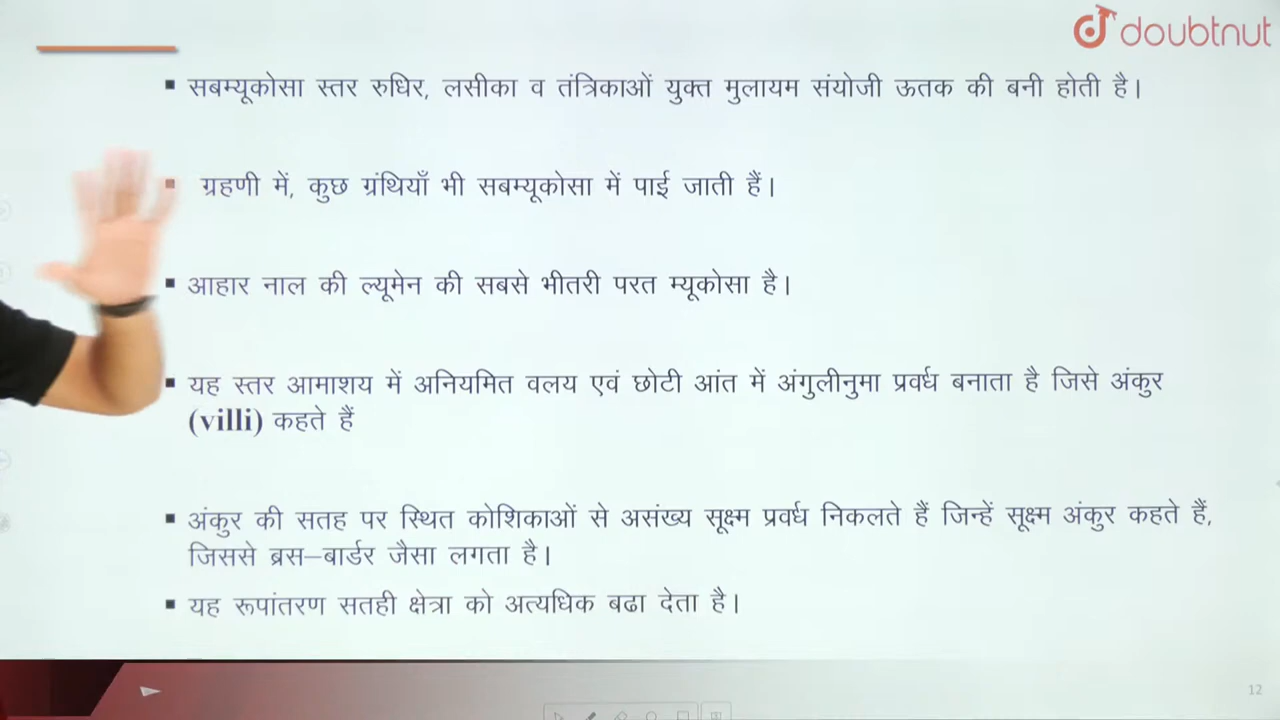 doubtnut
▪ सबम्यूकोसा स्तर रुधिर, लसीका व तंत्रिकाओं युक्त मुलायम संयोजी ऊतक की बनी होती है।
▪ ग्रहणी में, कुछ ग्रंथियाँ भी सबम्यूकोसा में पाई जाती हैं।
▪ आहार नाल की ल्यूमेन की सबसे भीतरी परत म्यूकोसा है।
▪ यह स्तर आमाशय में अनियमित वलय एवं छोटी आंत में अंगुलीनुमा प्रवर्ध बनाता है जिसे अंकुर
(villi) कहते हैं
▪ अंकुर की सतह पर स्थित कोशिकाओं से असंख्य सूक्ष्म प्रवर्ध निकलते हैं जिन्हें सूक्ष्म अंकुर कहते हैं,
जिससे ब्रस–बार्डर जैसा लगता है।
▪ यह रूपांतरण सतही क्षेत्रा को अत्यधिक बढा देता है।
12